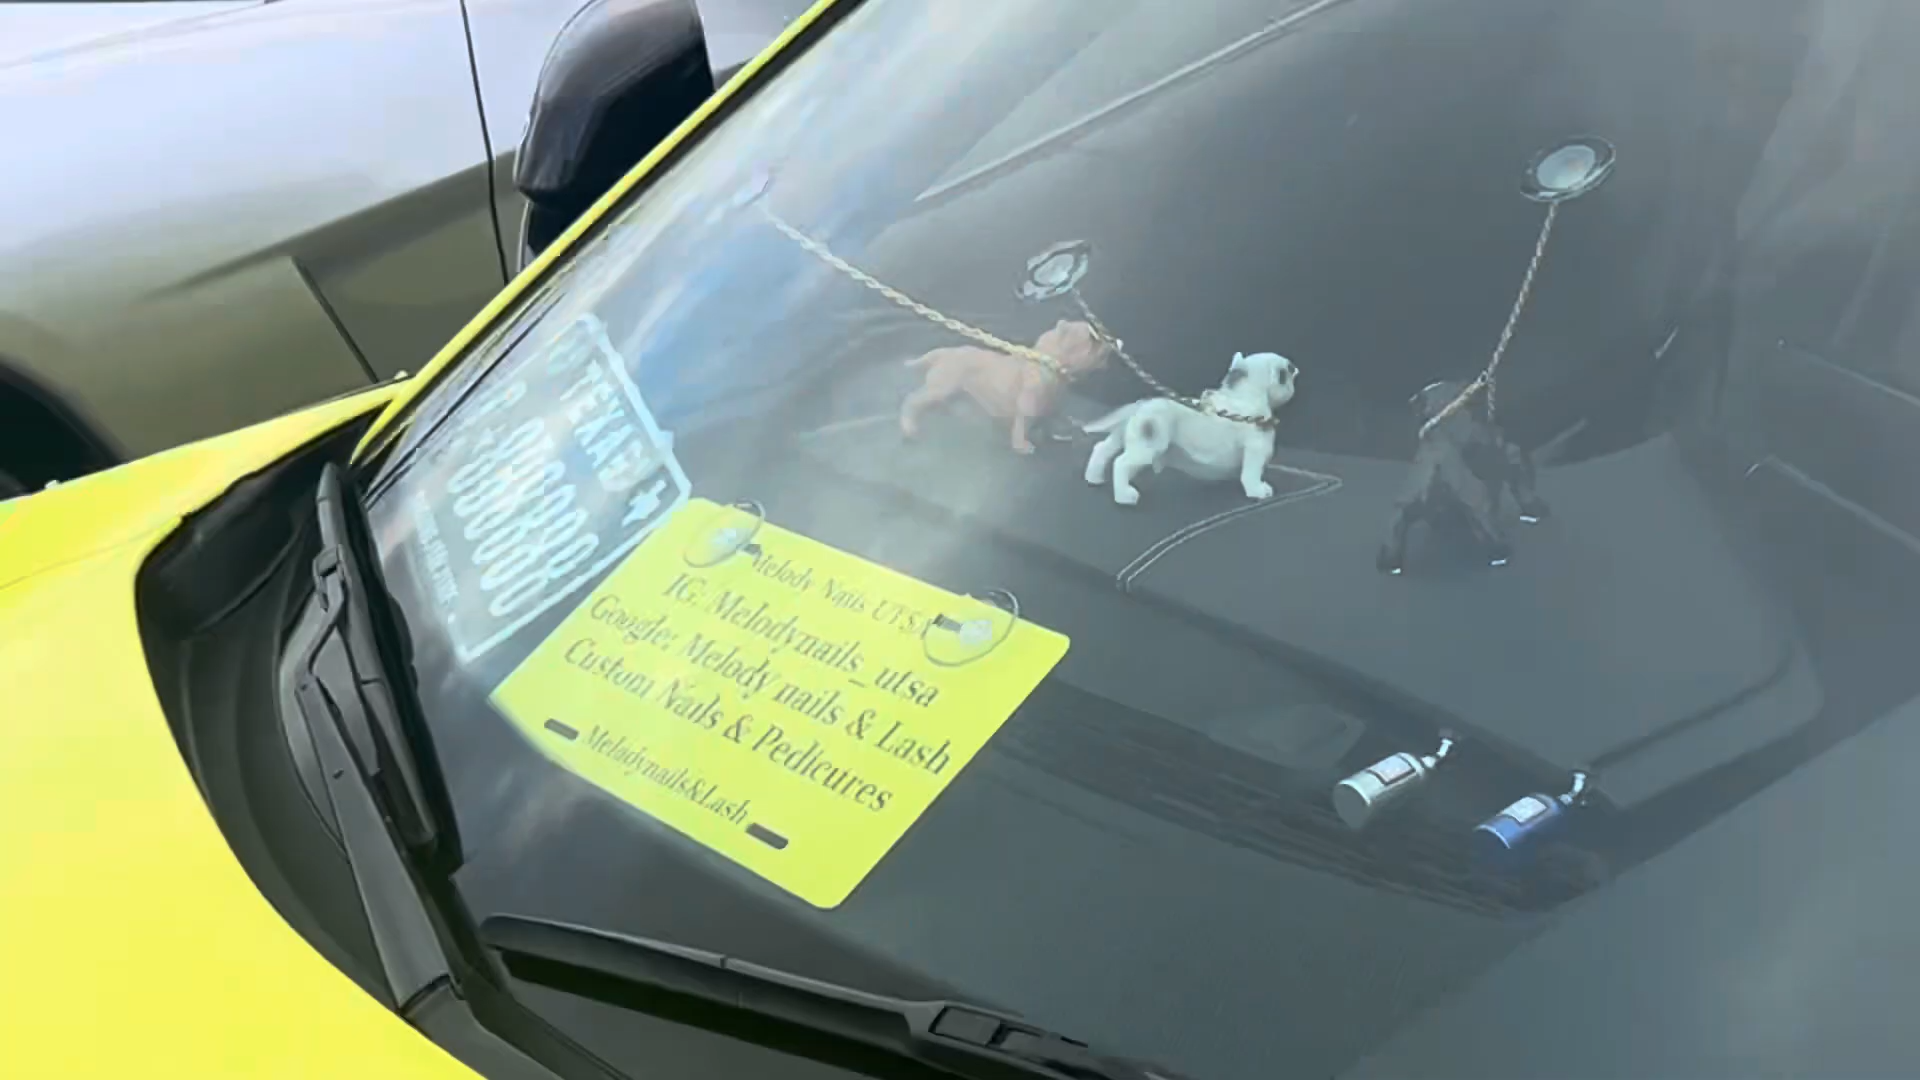 TEXAS
Melody Nails UTSA
IG: Melodynails_utsa
Google: Melody nails & Lash
Custom Nails & Pedicures
Melodynails&Lash